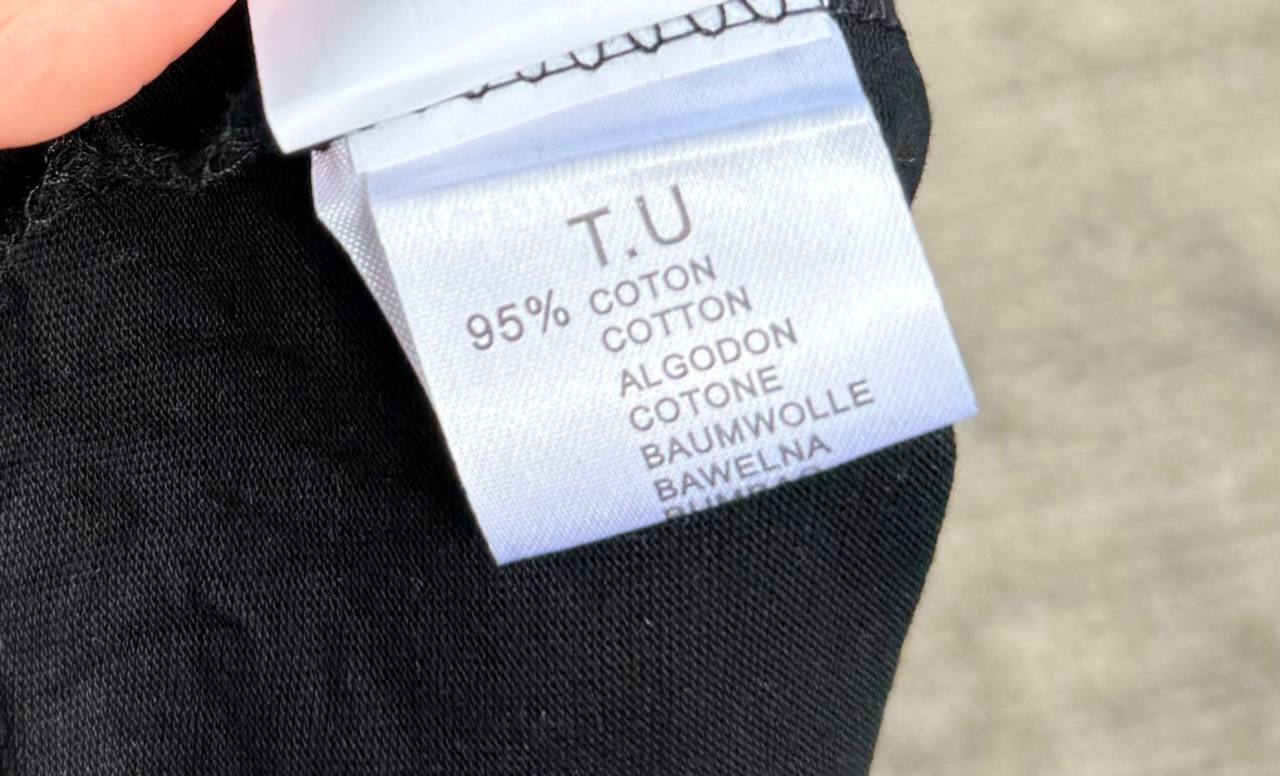 T.U
95% COTON
COTTON
ALGODON
COTONE
BAUMWOLLE
BAWELNA